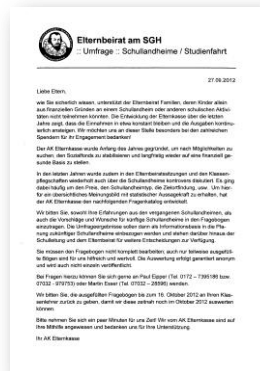 Elternbeirat am SGH
:: Umfrage :: Schullandheime / Studienfahrt
27.09.2012
Liebe Eltern,
wie Sie sicherlich wissen, unterstützt der Elternbeirat Familien, deren Kinder allein
aus finanziellen Gründen an einem Schullandheim oder anderen schulischen Aktivi-
täten nicht teilnehmen könnten. Die Entwicklung der Elternkasse über die letzten
Jahre zeigt, dass die Einnahmen in etwa konstant bleiben und die Ausgaben kontinu-
ierlich ansteigen. Wir möchten uns an dieser Stelle besonders bei den zahlreichen
Spendern für Ihr Engagement bedanken!
Der AK Elternkasse wurde Anfang des Jahres gegründet, um nach Möglichkeiten zu
suchen, den Sozialfonds zu stabilisieren und langfristig wieder auf eine finanziell ge-
sunde Basis zu stellen.
In den letzten Jahren wurde zudem in den Elternbeiratssitzungen und den Klassen-
pflegschaften wiederholt auch über die Schullandheime kontrovers diskutiert. Es ging
dabei häufig um den Preis, den Schullandheimtyp, die Zielortfindung, usw. Um hier-
für ein übersichtliches Meinungsbild mit statistischer Aussagekraft zu erhalten, hat
der AK Elternkasse den nachfolgenden Fragenkatalog entwickelt.
Wir bitten Sie, sowohl Ihre Erfahrungen aus den vergangenen Schullandheimen, als
auch die Vorschläge und Wünsche für künftige Schullandheime in den Fragebogen
einzutragen. Die Umfrageergebnisse sollen dann als Informationsbasis in die Pla-
nung zukünftiger Schullandheime einbezogen werden und stehen darüber hinaus der
Schulleitung und dem Elternbeirat für weitere Entscheidungen zur Verfügung.
Sie müssen den Fragebogen nicht komplett bearbeiten; auch nur teilweise ausgefüll-
te Bögen sind für uns hilfreich und wertvoll. Die Auswertung erfolgt garantiert anonym
und wird auch nicht einzeln veröffentlicht.
Bei Fragen hierzu können Sie sich gerne an Paul Epper (Tel. 0172 – 7395186 bzw.
07032 - 979753) oder Martin Esser (Tel. 07032 – 28896) wenden.
Wir bitten Sie, die ausgefüllten Fragebögen bis zum 16. Oktober 2012 an Ihren Klas-
senlehrer zurück zu geben, damit wir diese zeitnah noch im Oktober 2012 auswerten
können.
Bitte nehmen Sie sich ein paar Minuten für uns Zeit! Wir vom AK Elternkasse sind auf
Ihre Mithilfe angewiesen und bedanken uns für Ihre Unterstützung.
Ihr AK Elternkasse